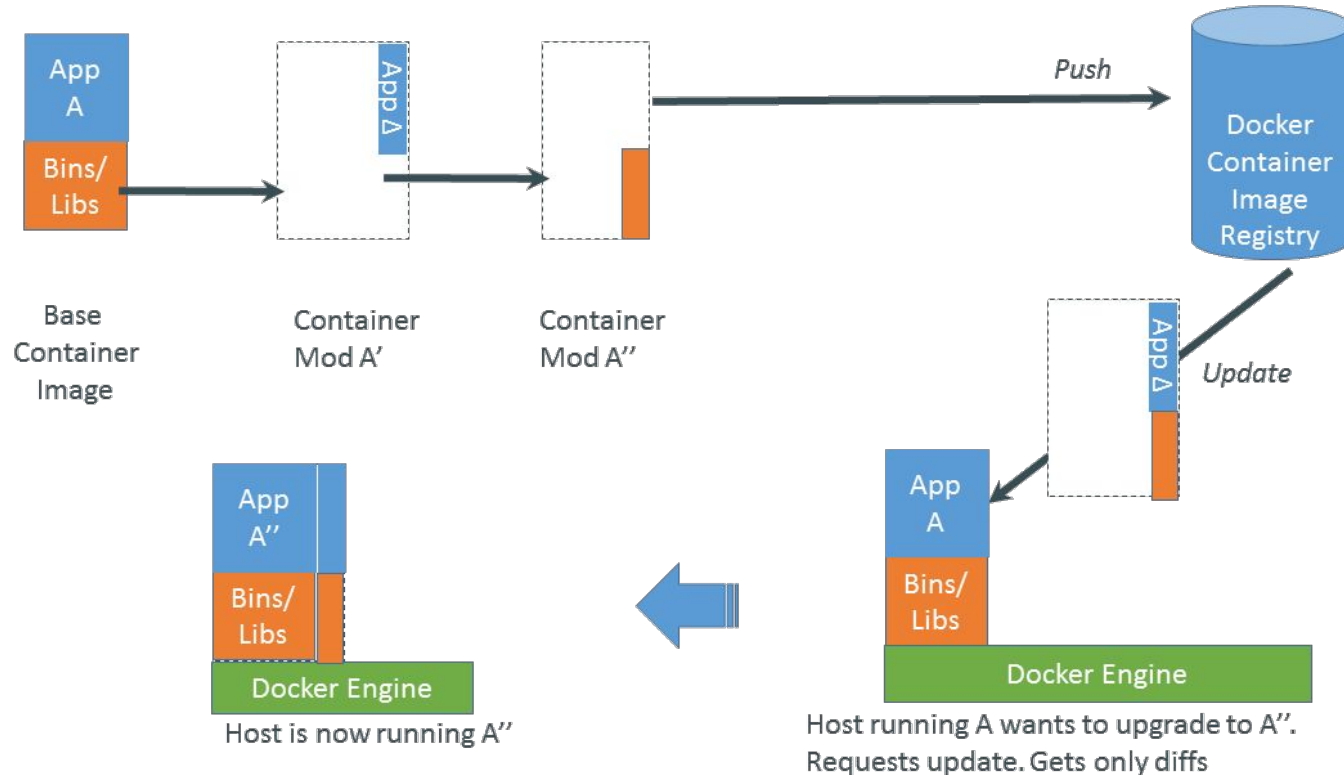 App
A
Bins/
Libs
App Δ
Push
Docker
Container
Image
Registry
Base
Container
Image
Container
Mod A'
Container
Mod A''
App Δ
Update
App
A''
Bins/
Libs
Docker Engine
Host is now running A''
App
A
Bins/
Libs
Docker Engine
Host running A wants to upgrade to A''.
Requests update. Gets only diffs